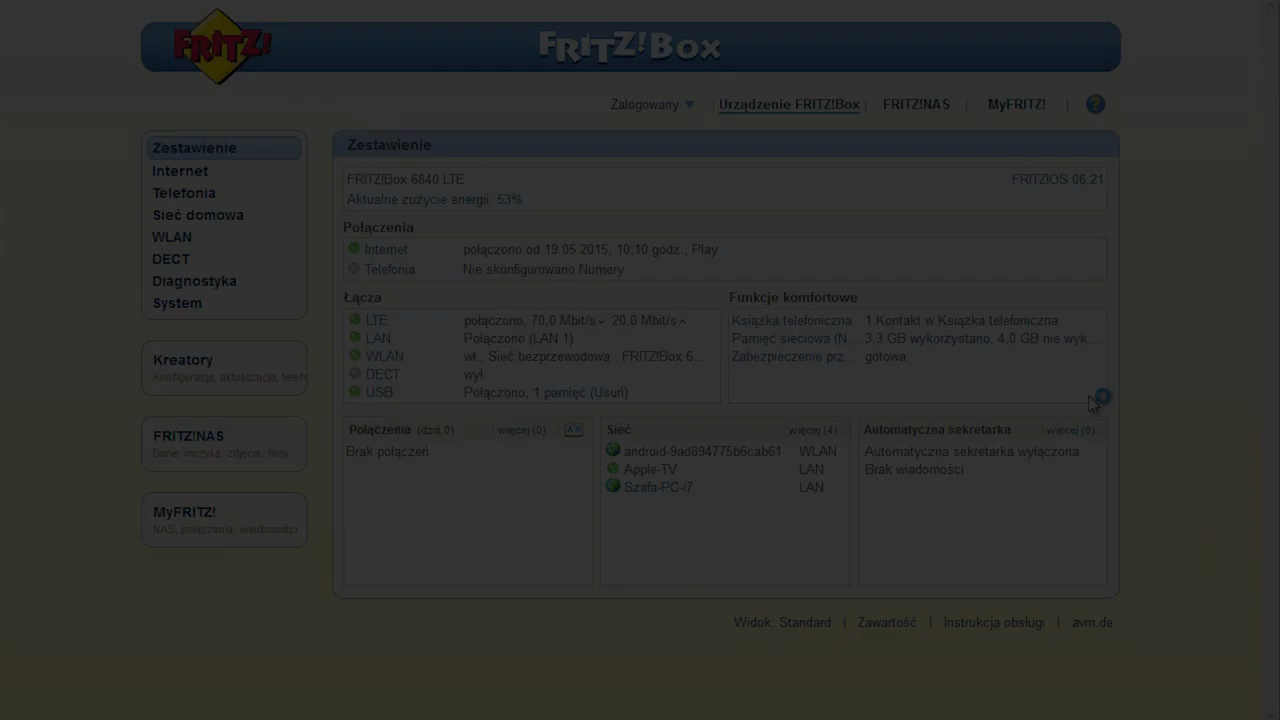 FRITZ!
FRITZ!Box
Zalogowany
Urządzenie FRITZ!Box | FRITZ!NAS | MyFRITZ! | ?
Zestawienie
Internet
Telefonia
Sieć domowa
WLAN
DECT
Diagnostyka
System
Kreatory
Konfiguracja, aktualizacja, telefo
FRITZ!NAS
Dane, muzyka, zdjęcia, filmy
MyFRITZ!
NAS, połączenia, wiadomości
Zestawienie
FRITZ!Box 6840 LTE FRITZ!OS 06.21
Aktualne zużycie energii: 53%
Połączenia
Internet połączono od 19.05.2015, 10:10 godz., Play
Telefonia Nie skonfigurowano Numery
Łącza
LTE połączono, 70,0 Mbit/s 20,0 Mbit/s
LAN Połączono (LAN 1)
WLAN wł., Sieć bezprzewodowa . FRITZ!Box 6...
DECT wył.
USB Połączono, 1 pamięć (Usuń)
Funkcje komfortowe
Książka telefoniczna 1 Kontakt w Książka telefoniczna
Pamięć sieciowa (N... 3,3 GB wykorzystano, 4,0 GB nie wyk...
Zabezpieczenie prz... gotowa
Połączenia (dziś 0) więcej (0)...
Brak połączeń
Sieć więcej (4)...
android-9ad894775b6cab61 WLAN
Apple-TV LAN
Szafa-PC-i7 LAN
Automatyczna sekretarka więcej (0)...
Automatyczna sekretarka wyłączona
Brak wiadomości
Widok: Standard | Zawartość | Instrukcja obsługi | avm.de